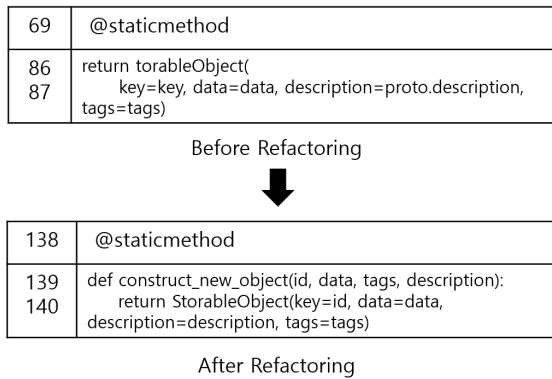 69 @staticmethod
86 return torableObject(
87 key=key, data=data, description=proto.description,
tags=tags)
Before Refactoring
138 @staticmethod
139 def construct_new_object(id, data, tags, description):
140 return StorableObject(key=id, data=data,
description=description, tags=tags)
After Refactoring